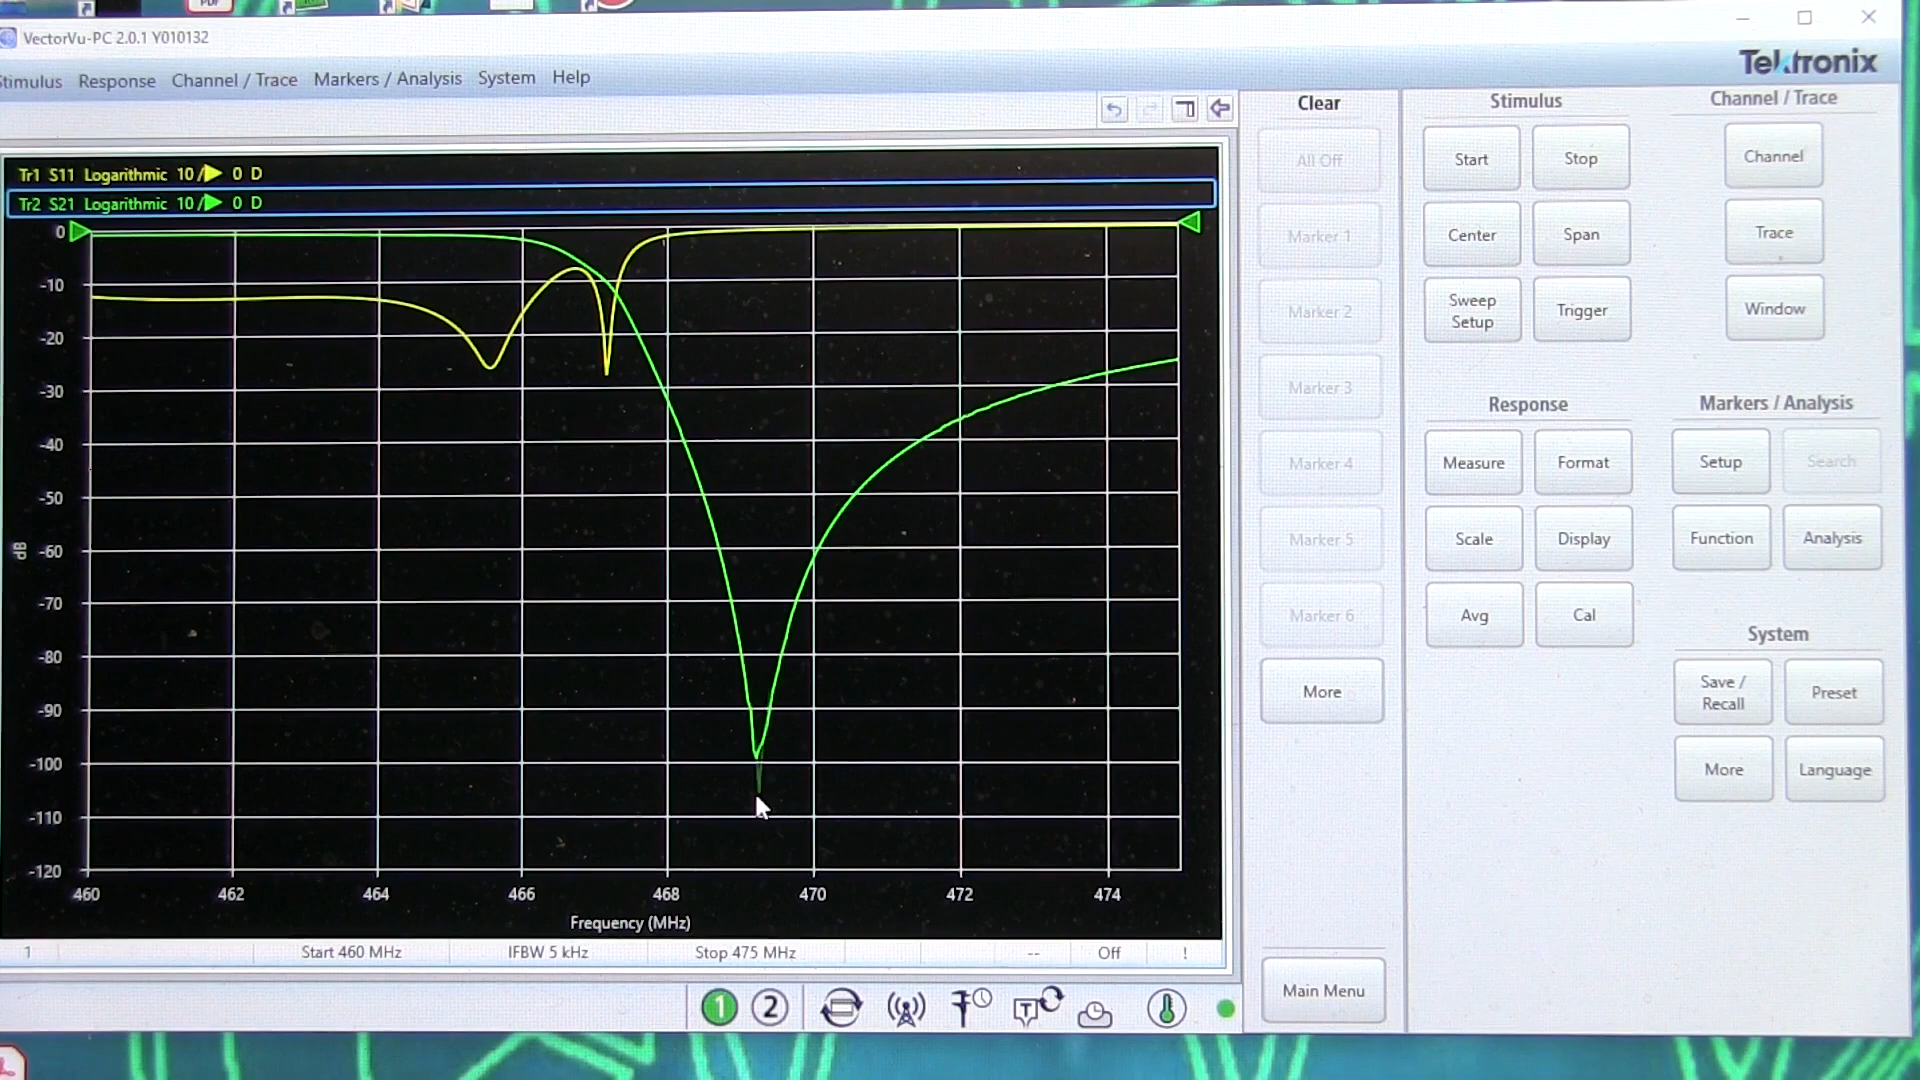 PDF
VectorVu-PC 2.0.1 Y010132
Stimulus Response Channel / Trace Markers / Analysis System Help
Tektronix
Tr1 S11 Logarithmic 10 / 0 D
Tr2 S21 Logarithmic 10 / 0 D
0
-10
-20
-30
-40
-50
-60
-70
-80
-90
-100
-110
-120
dB
460 462 464 466 468 470 472 474
Frequency (MHz)
1 Start 460 MHz IFBW 5 kHz Stop 475 MHz -- Off !
1 2 T
Clear
All Off
Marker 1
Marker 2
Marker 3
Marker 4
Marker 5
Marker 6
More
Main Menu
Stimulus
Start Stop
Center Span
Sweep
Setup
Trigger
Response
Measure Format
Scale Display
Avg Cal
Channel / Trace
Channel
Trace
Window
Markers / Analysis
Setup Search
Function Analysis
System
Save /
Recall
Preset
More Language